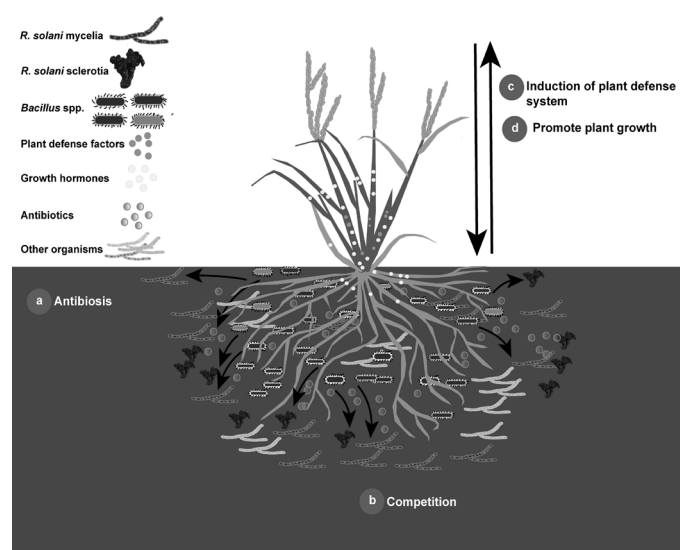 R. solani mycelia
R. solani sclerotia
Bacillus spp.
Plant defense factors
Growth hormones
Antibiotics
Other organisms
c Induction of plant defense
system
d Promote plant growth
a Antibiosis
b Competition